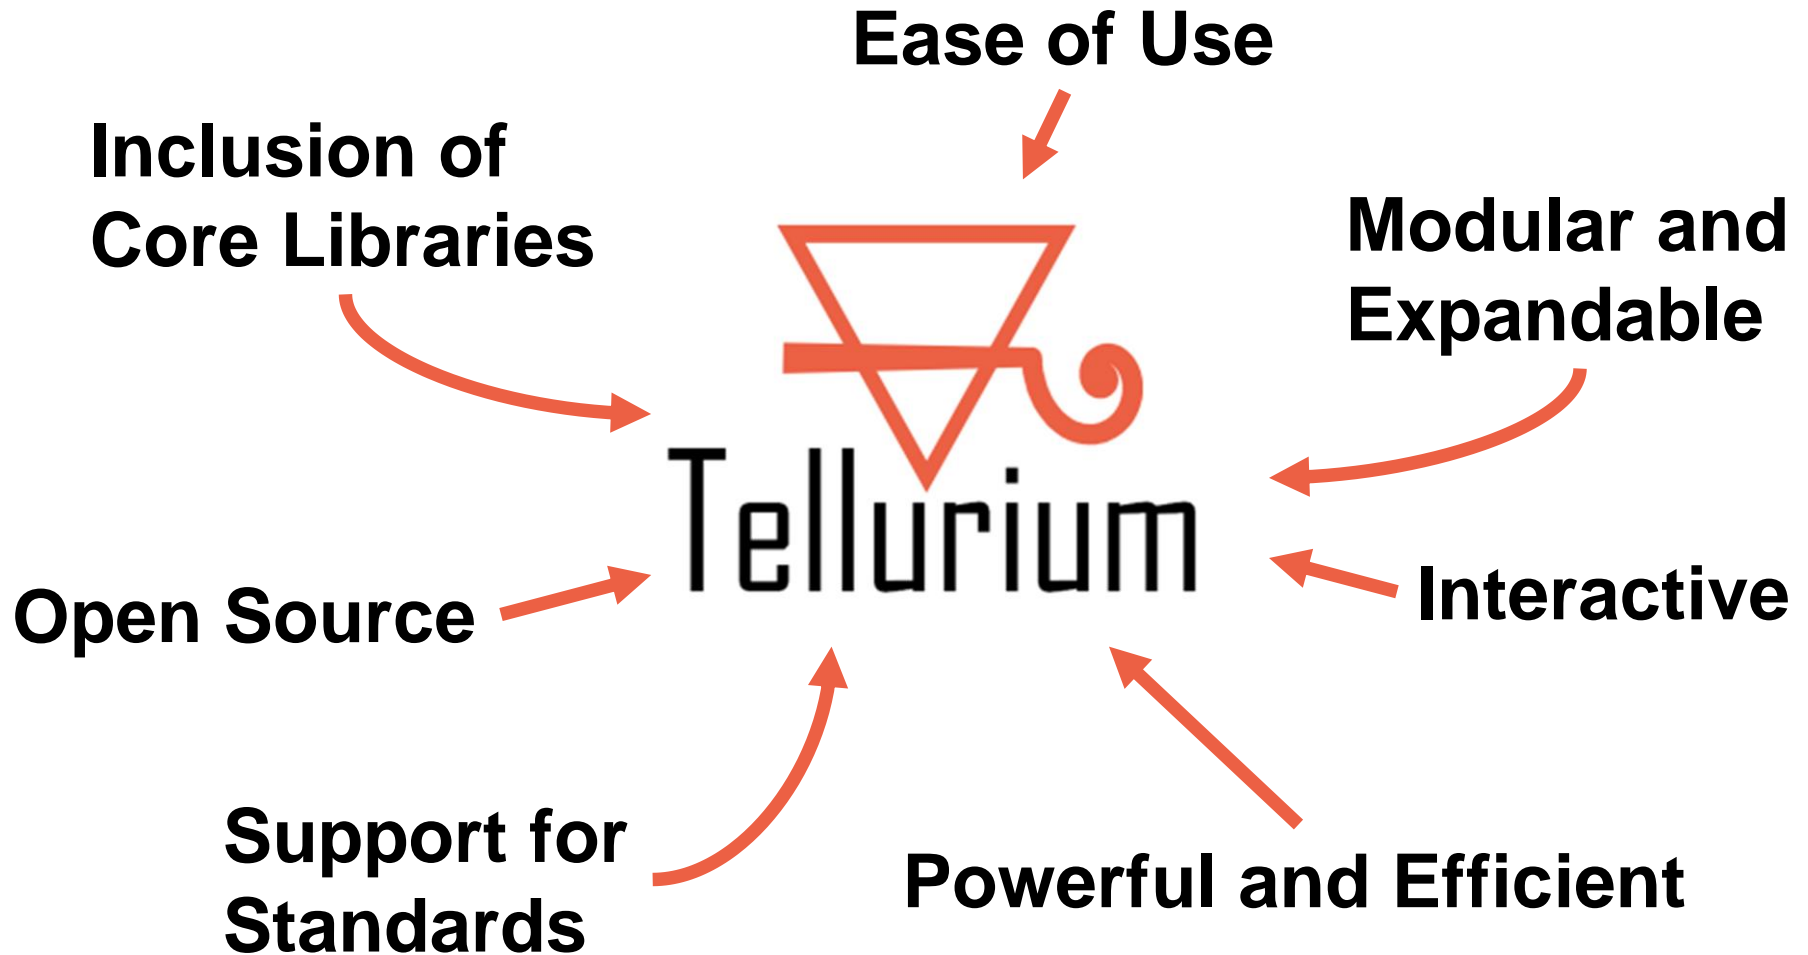 Ease of Use
Inclusion of
Core Libraries
Modular and
Expandable
Tellurium
Open Source
Interactive
Support for
Standards
Powerful and Efficient